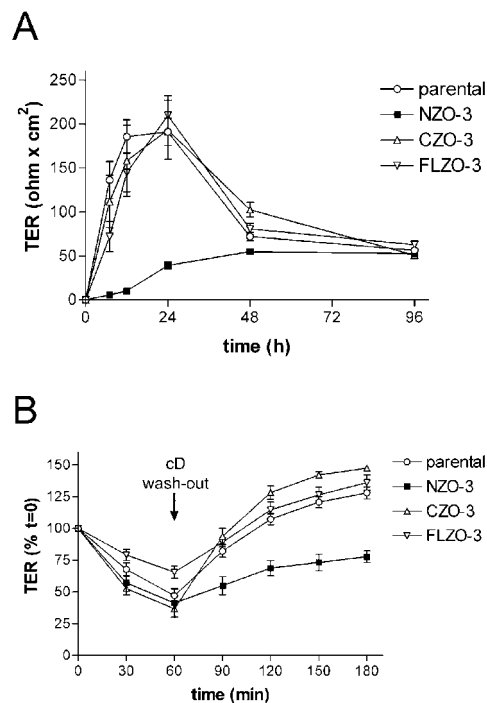 A
250
200
150
100
50
0
TER (ohm x cm²)
0 24 48 72 96
time (h)
parental
NZO-3
CZO-3
FLZO-3
B
cD
wash-out
150
125
100
75
50
25
0
TER (% t=0)
0 30 60 90 120 150 180
time (min)
parental
NZO-3
CZO-3
FLZO-3